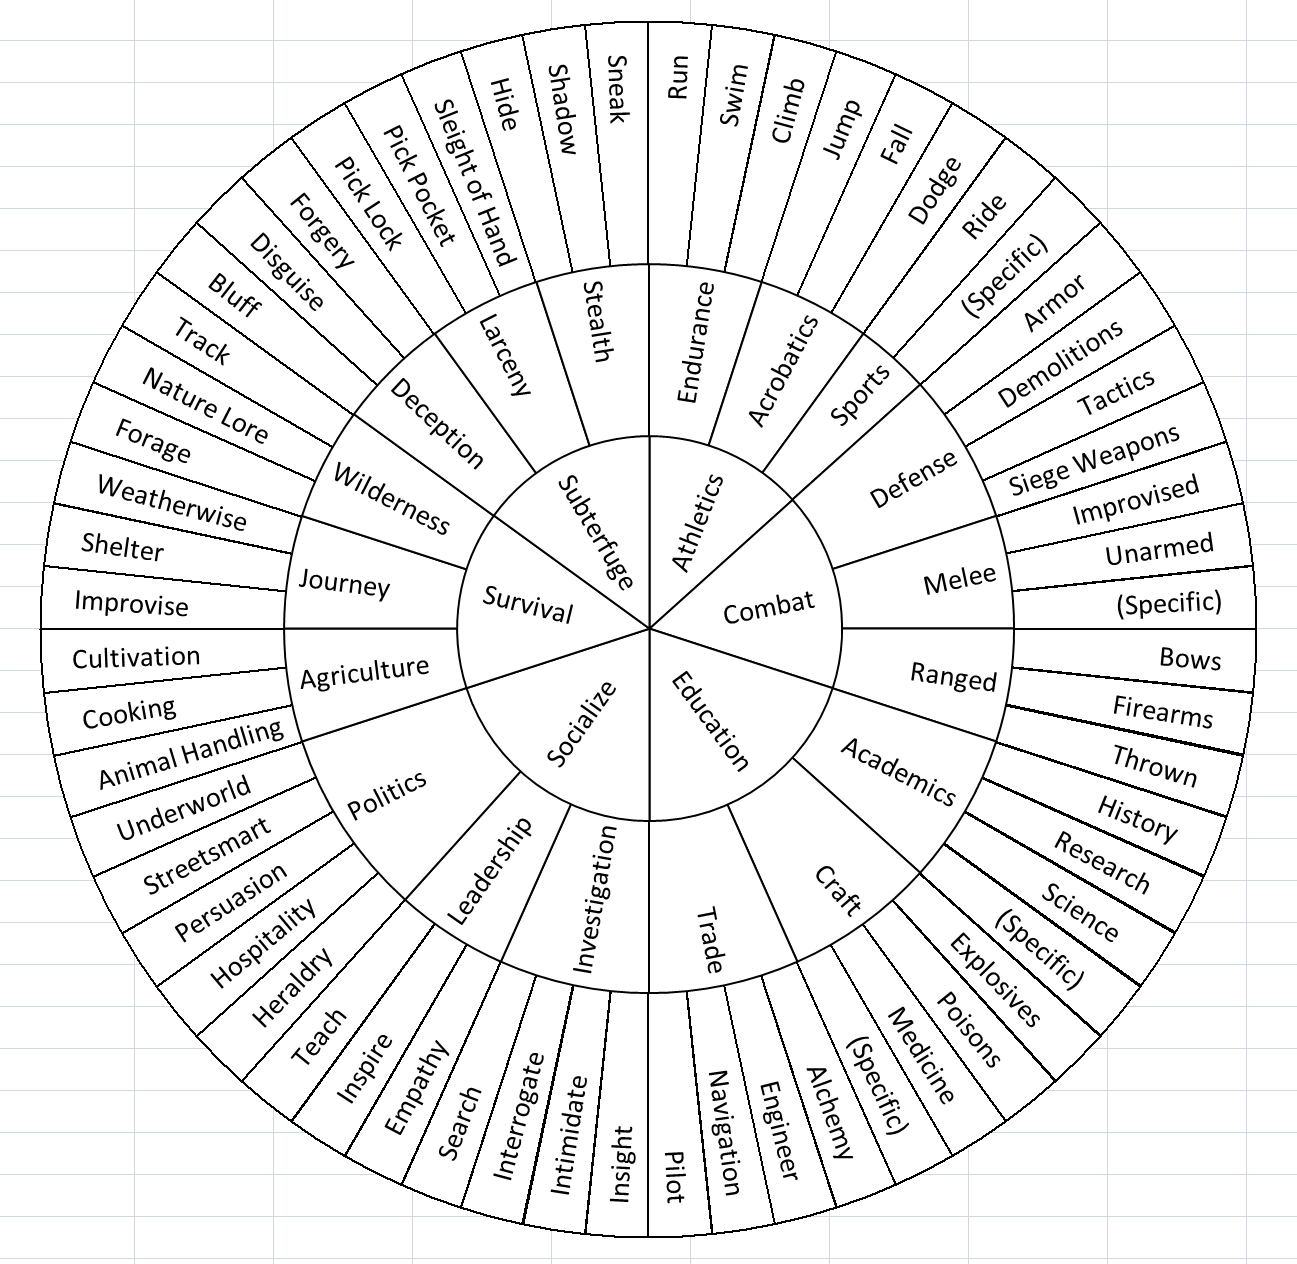 Athletics
Combat
Education
Socialize
Survival
Subterfuge
Endurance
Acrobatics
Sports
Defense
Melee
Ranged
Academics
Craft
Trade
Investigation
Leadership
Politics
Agriculture
Journey
Wilderness
Deception
Larceny
Stealth
Run
Swim
Climb
Jump
Fall
Dodge
Ride
(Specific)
Armor
Demolitions
Tactics
Siege Weapons
Improvised
Unarmed
(Specific)
Bows
Firearms
Thrown
History
Research
Science
(Specific)
Explosives
Poisons
Medicine
(Specific)
Alchemy
Engineer
Navigation
Pilot
Insight
Intimidate
Interrogate
Search
Empathy
Inspire
Teach
Heraldry
Hospitality
Persuasion
Streetsmart
Underworld
Animal Handling
Cooking
Cultivation
Improvise
Shelter
Weatherwise
Forage
Nature Lore
Track
Bluff
Disguise
Forgery
Pick Lock
Pick Pocket
Sleight of Hand
Hide
Shadow
Sneak